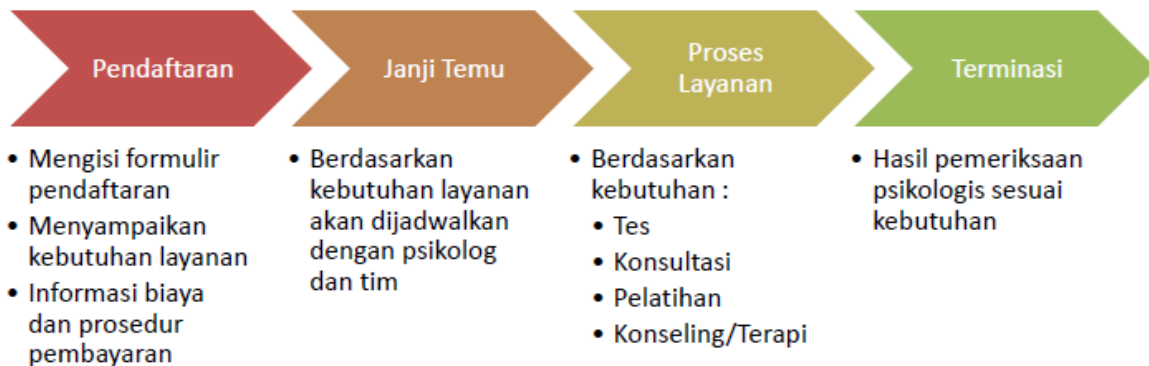 Pendaftaran
• Mengisi formulir
pendaftaran
• Menyampaikan
kebutuhan layanan
• Informasi biaya
dan prosedur
pembayaran
Janji Temu
• Berdasarkan
kebutuhan layanan
akan dijadwalkan
dengan psikolog
dan tim
Proses
Layanan
• Berdasarkan
kebutuhan :
• Tes
• Konsultasi
• Pelatihan
• Konseling/Terapi
Terminasi
• Hasil pemeriksaan
psikologis sesuai
kebutuhan